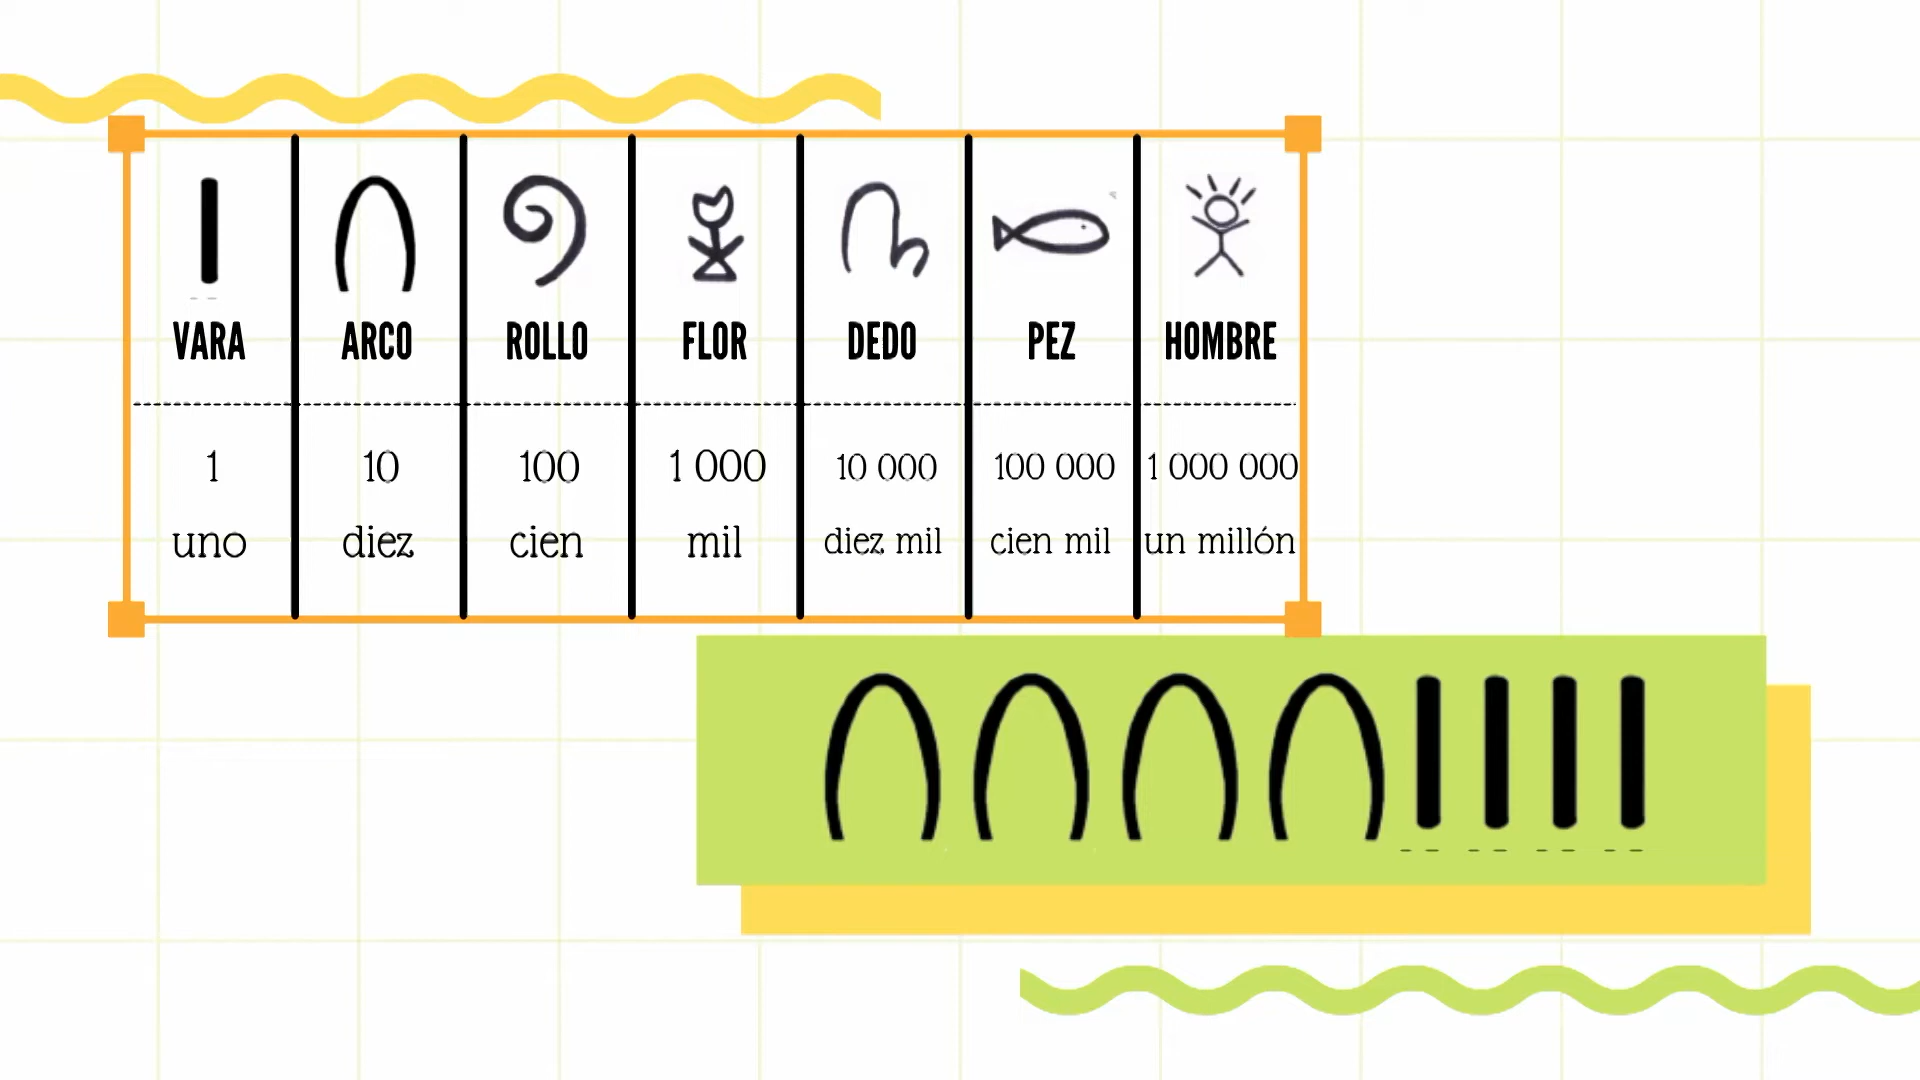 VARA ARCO ROLLO FLOR DEDO PEZ HOMBRE
1 10 100 1 000 10 000 100 000 1 000 000
uno diez cien mil diez mil cien mil un millón